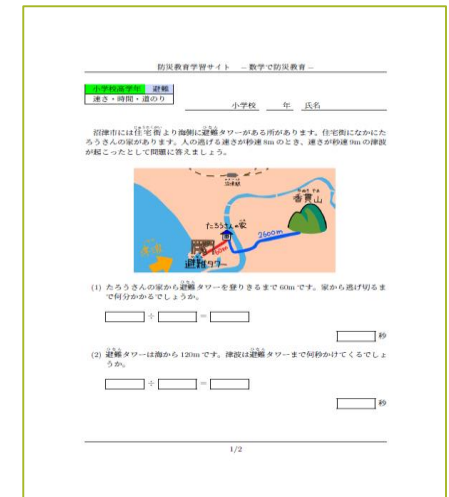 防災教育学習サイト　－数学で防災教育－
小学校高学年　避難
速さ・時間・道のり
小学校　年　氏名
沼津市には住宅街より海側に避難タワーがある所があります。住宅街になかにた
ろうさんの家があります。人の逃げる速さが秒速8mのとき、速さが秒速9mの津波
が起こったとして問題に答えましょう。
沼津駅
香貫山
たろうさんの家
2600m
60m
避難タワー
(1) たろうさんの家から避難タワーを登りきるまで60mです。家から逃げ切るま
で何分かかるでしょうか。
÷ =
秒
(2) 避難タワーは海から120mです。津波は避難タワーまで何秒かけてくるでしょ
うか。
÷ =
秒
1/2